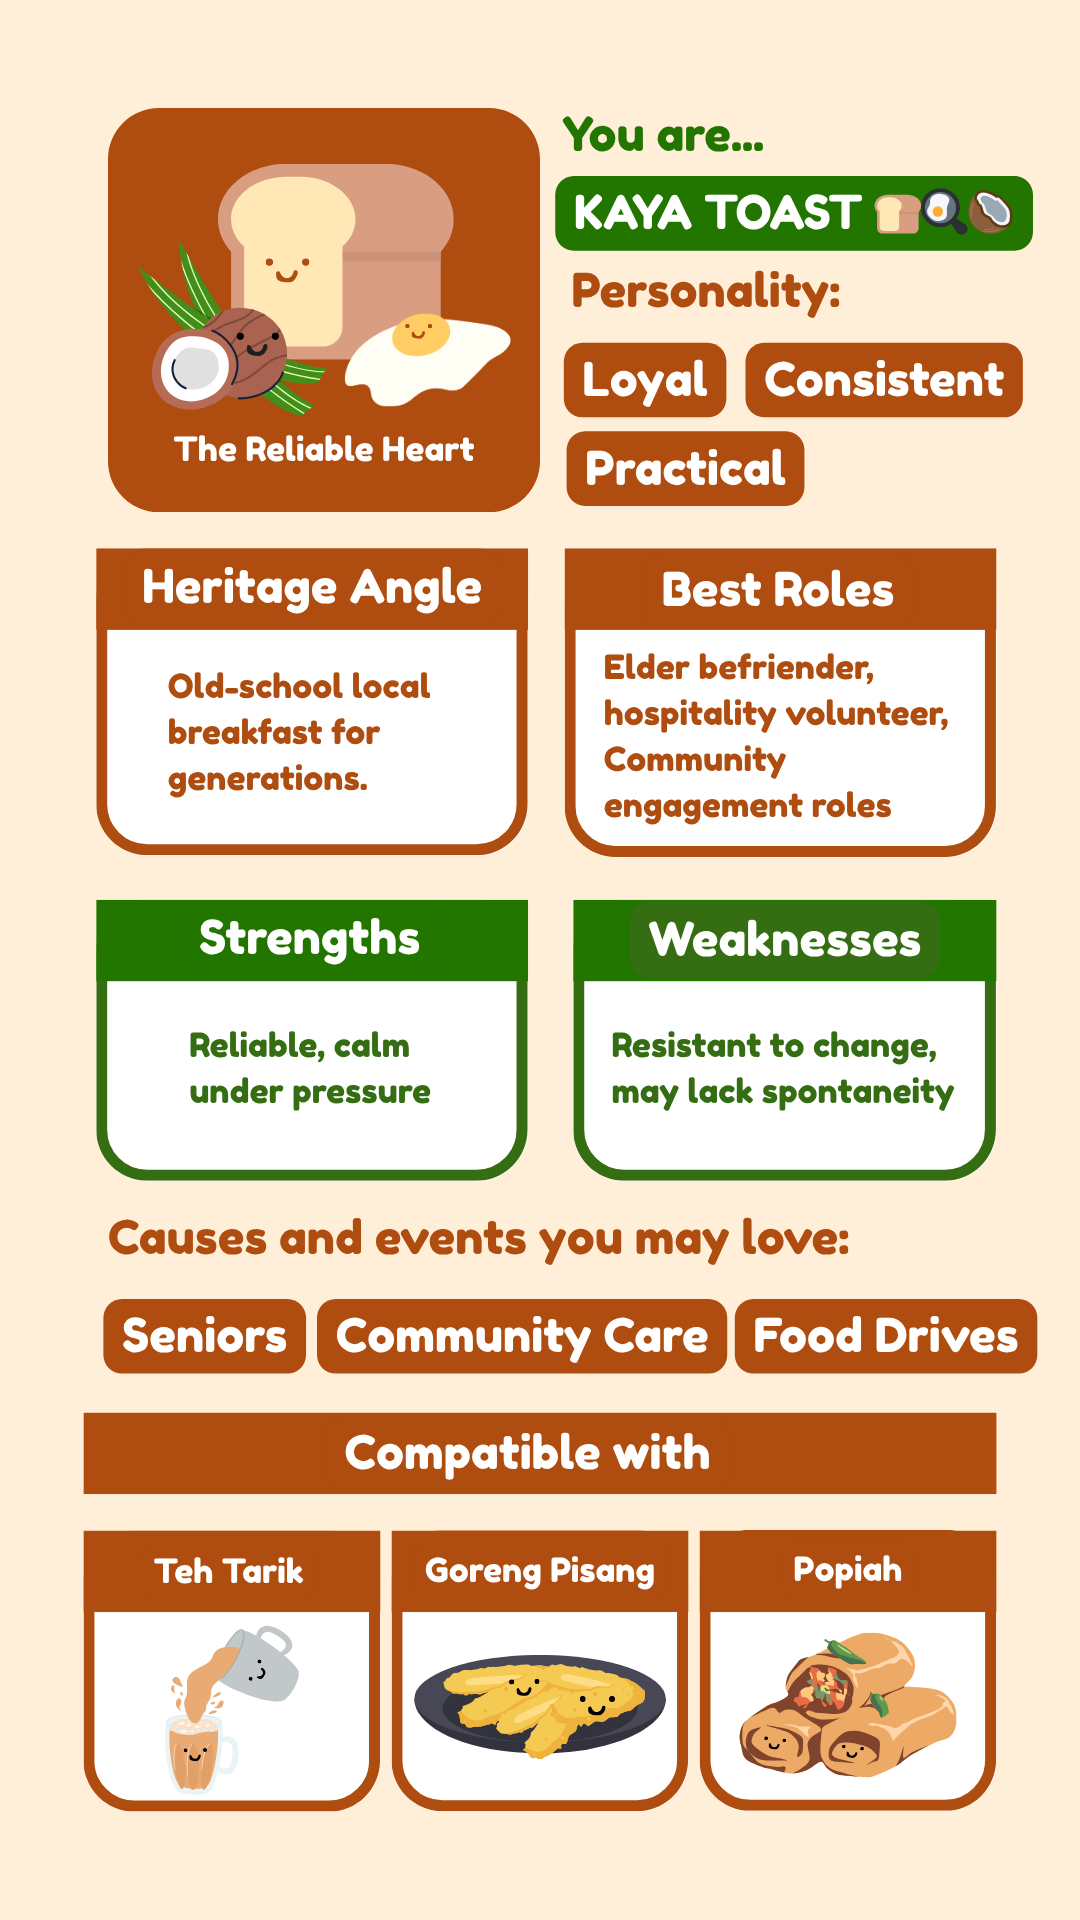 You are...
KAYA TOAST 🍞🍳🥥
The Reliable Heart
Personality:
Loyal
Consistent
Practical
Heritage Angle
Old-school local
breakfast for
generations.
Best Roles
Elder befriender,
hospitality volunteer,
Community
engagement roles
Strengths
Reliable, calm
under pressure
Weaknesses
Resistant to change,
may lack spontaneity
Causes and events you may love:
Seniors
Community Care
Food Drives
Compatible with
Teh Tarik
Goreng Pisang
Popiah